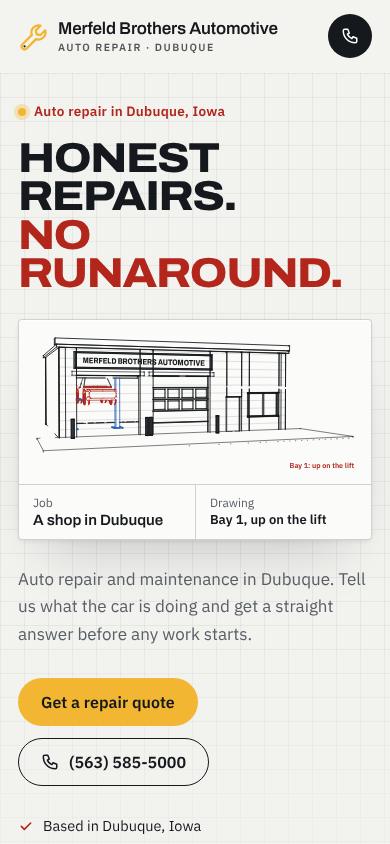 Merfeld Brothers Automotive
AUTO REPAIR · DUBUQUE
Auto repair in Dubuque, Iowa
HONEST
REPAIRS.
NO
RUNAROUND.
MERFELD BROTHERS AUTOMOTIVE
Bay 1: up on the lift
Job
A shop in Dubuque
Drawing
Bay 1, up on the lift
Auto repair and maintenance in Dubuque. Tell
us what the car is doing and get a straight
answer before any work starts.
Get a repair quote
(563) 585-5000
Based in Dubuque, Iowa